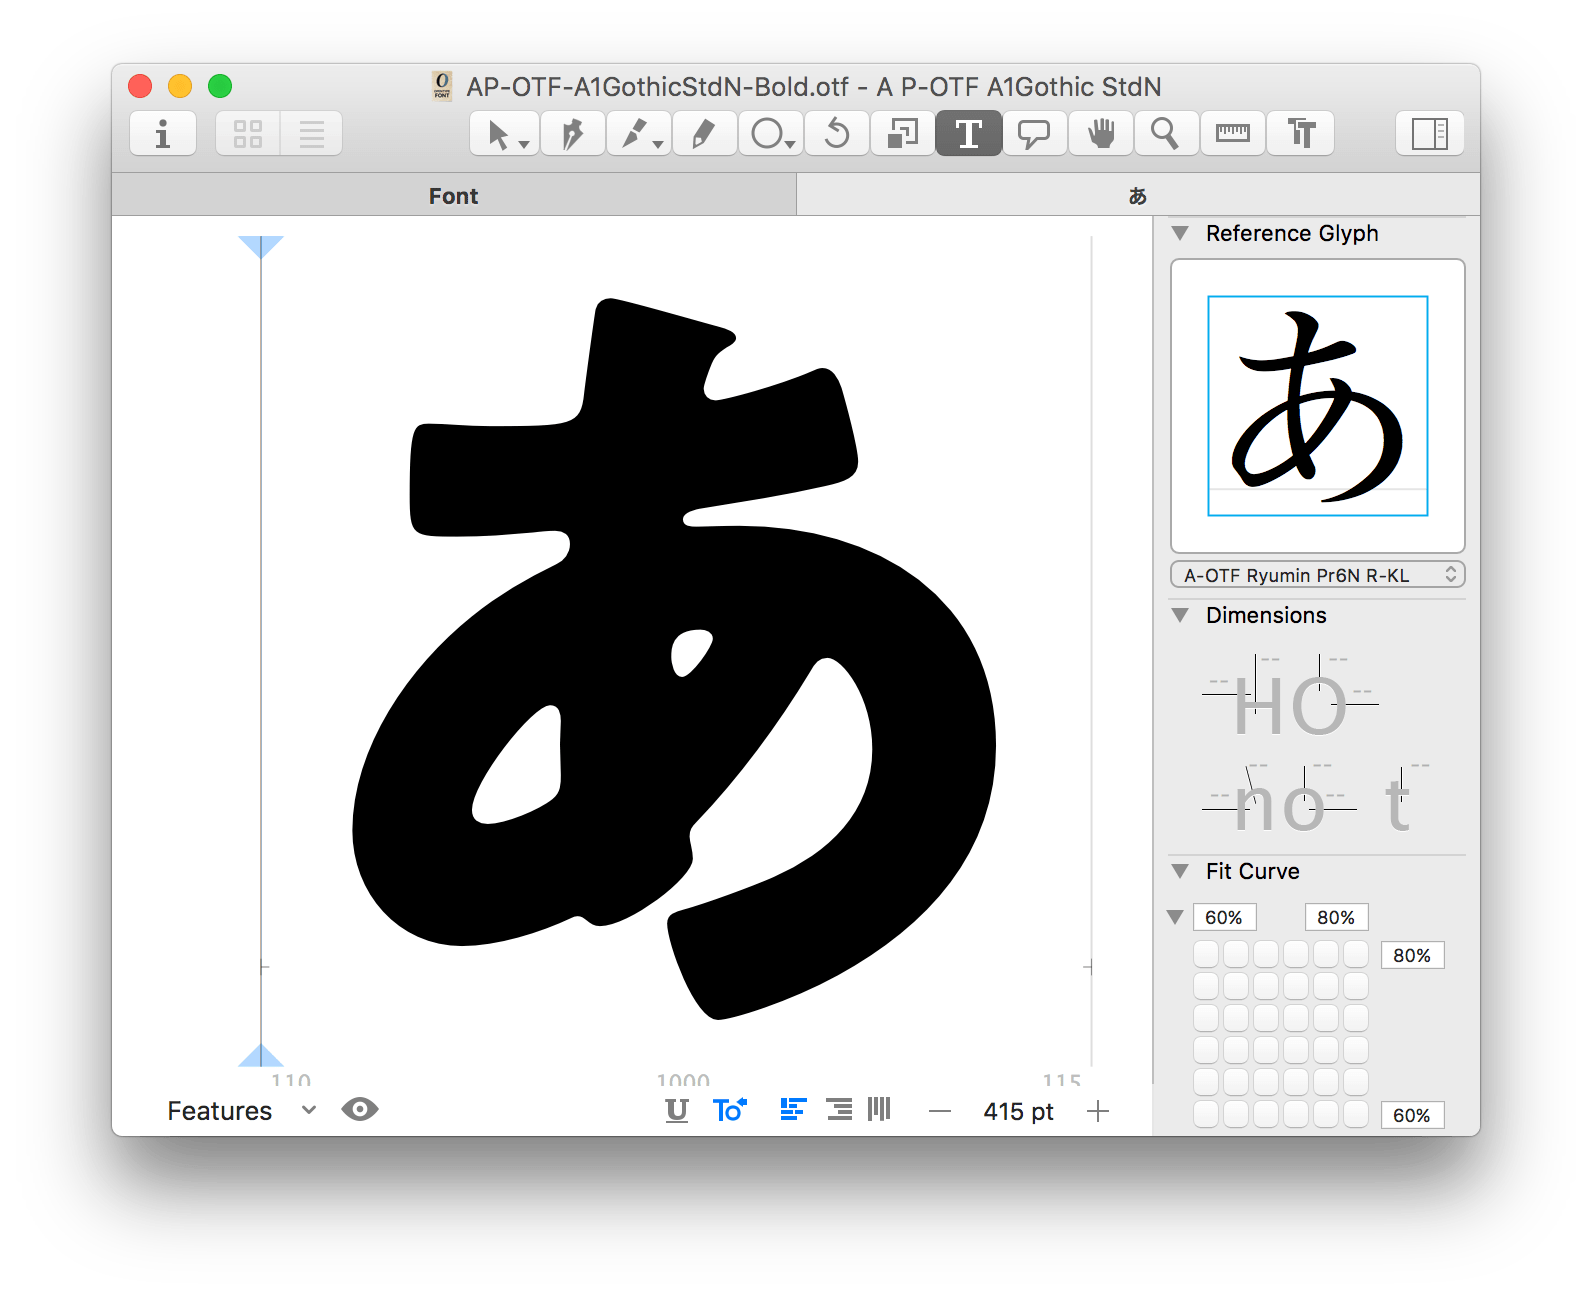 AP-OTF-A1GothicStdN-Bold.otf - A P-OTF A1Gothic StdN
Font
あ
あ
110
1000
115
Features
415 pt
Reference Glyph
あ
A-OTF Ryumin Pr6N R-KL
Dimensions
-- --
-- HO --
-- -- --
-- no -- t
Fit Curve
60% 80%
80%
60%